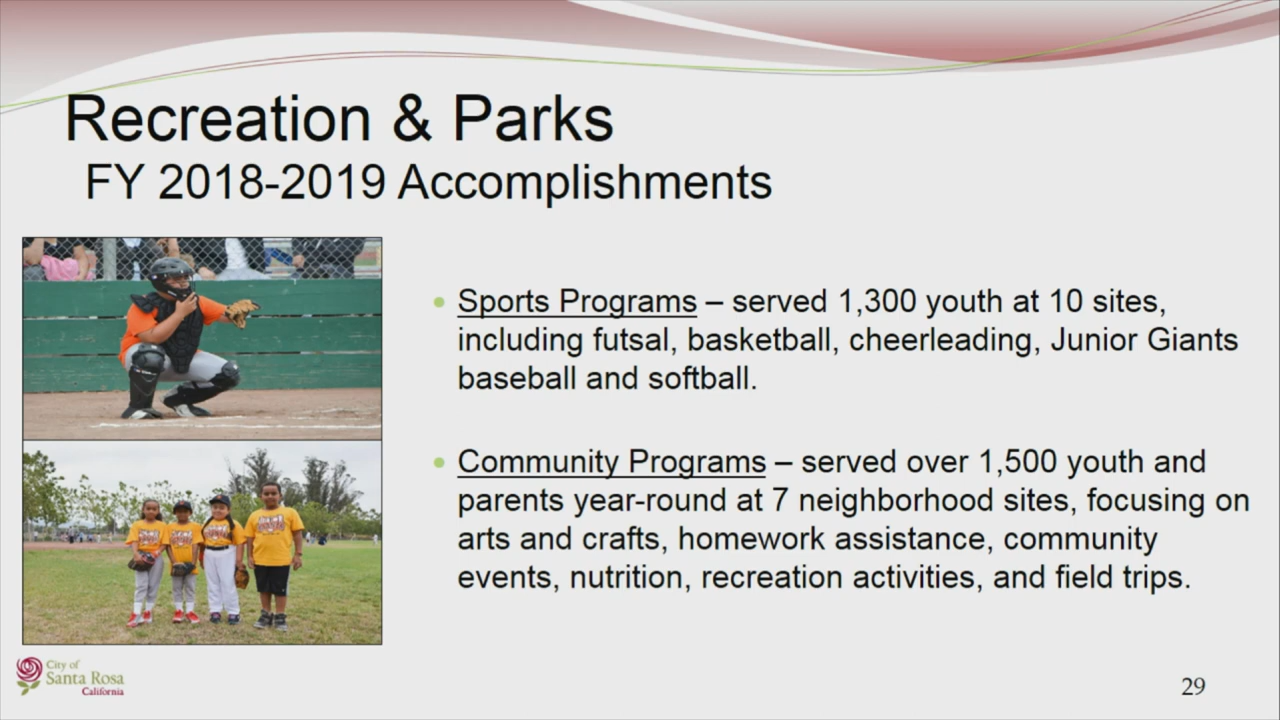 Recreation & Parks
FY 2018-2019 Accomplishments
• Sports Programs – served 1,300 youth at 10 sites,
including futsal, basketball, cheerleading, Junior Giants
baseball and softball.
• Community Programs – served over 1,500 youth and
parents year-round at 7 neighborhood sites, focusing on
arts and crafts, homework assistance, community
events, nutrition, recreation activities, and field trips.
City of
Santa Rosa
California
29